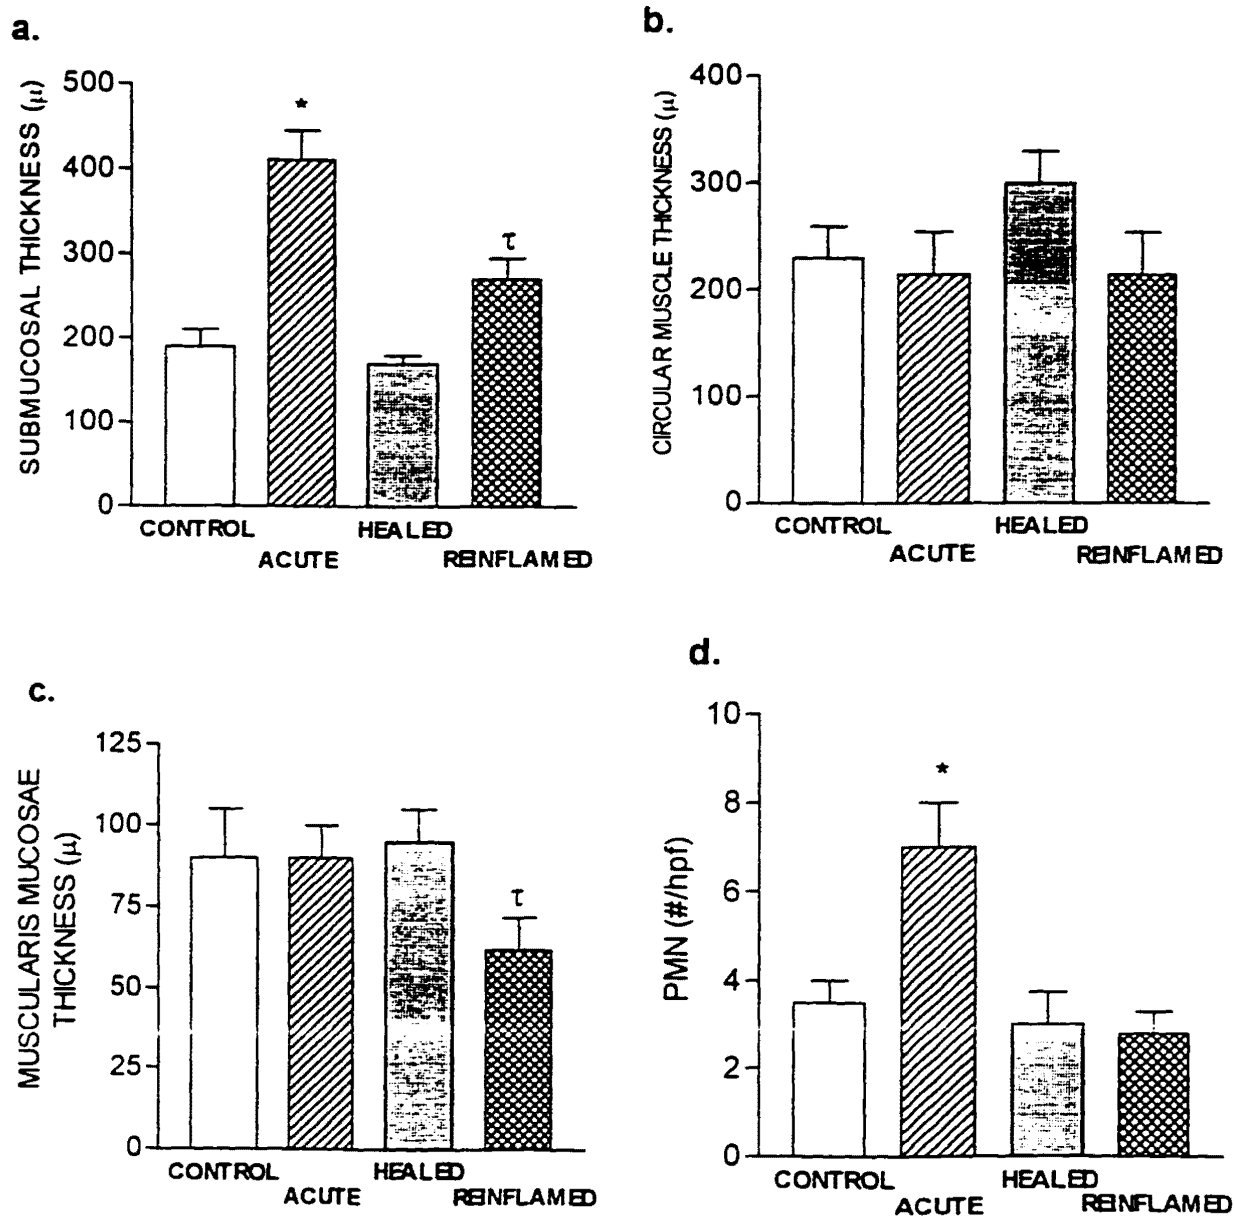 a.
SUBMUCOSAL THICKNESS (μ)
500
400
300
200
100
0
*
τ
CONTROL
ACUTE
HEALED
REINFLAMED
b.
CIRCULAR MUSCLE THICKNESS (μ)
400
300
200
100
0
CONTROL
ACUTE
HEALED
REINFLAMED
c.
MUSCULARIS MUCOSAE
THICKNESS (μ)
125
100
75
50
25
0
τ
CONTROL
ACUTE
HEALED
REINFLAMED
d.
PMN (#/hpf)
10
8
6
4
2
0
*
CONTROL
ACUTE
HEALED
REINFLAMED